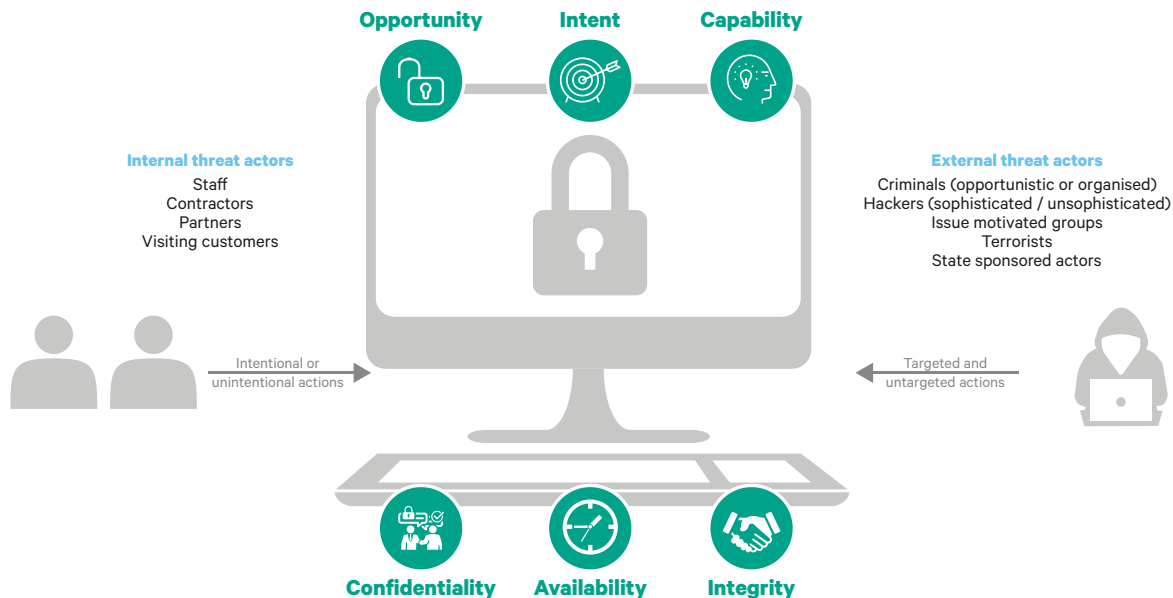 Opportunity
Intent
Capability
Internal threat actors
Staff
Contractors
Partners
Visiting customers
External threat actors
Criminals (opportunistic or organised)
Hackers (sophisticated / unsophisticated)
Issue motivated groups
Terrorists
State sponsored actors
Intentional or
unintentional actions
Targeted and
untargeted actions
Confidentiality
Availability
Integrity